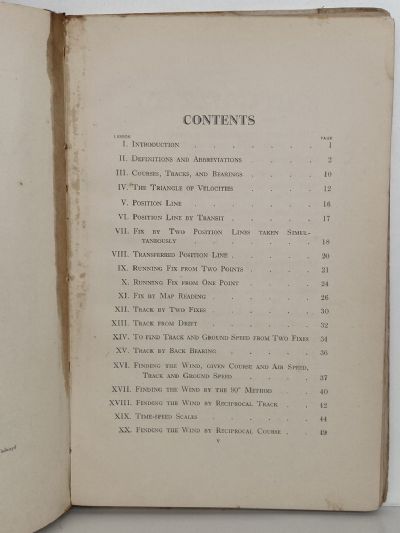 CONTENTS
LESSON PAGE
I. INTRODUCTION . . . . . . 1
II. DEFINITIONS AND ABBREVIATIONS . . . 2
III. COURSES, TRACKS, AND BEARINGS . . . 10
IV. THE TRIANGLE OF VELOCITIES . . . 12
V. POSITION LINE . . . . . . 16
VI. POSITION LINE BY TRANSIT . . . . 17
VII. FIX BY TWO POSITION LINES TAKEN SIMUL-
TANEOUSLY . . . . . . 18
VIII. TRANSFERRED POSITION LINE . . . . 20
IX. RUNNING FIX FROM TWO POINTS . . . 21
X. RUNNING FIX FROM ONE POINT . . . 24
XI. FIX BY MAP READING . . . . . 26
XII. TRACK BY TWO FIXES . . . . . 30
XIII. TRACK FROM DRIFT . . . . . 32
XIV. TO FIND TRACK AND GROUND SPEED FROM TWO FIXES 34
XV. TRACK BY BACK BEARING . . . . 36
XVI. FINDING THE WIND, GIVEN COURSE AND AIR SPEED,
TRACK AND GROUND SPEED . . . . 37
XVII. FINDING THE WIND BY THE 90° METHOD . . 40
XVIII. FINDING THE WIND BY RECIPROCAL TRACK . . 42
XIX. TIME-SPEED SCALES . . . . . 44
XX. FINDING THE WIND BY RECIPROCAL COURSE . . 49
v